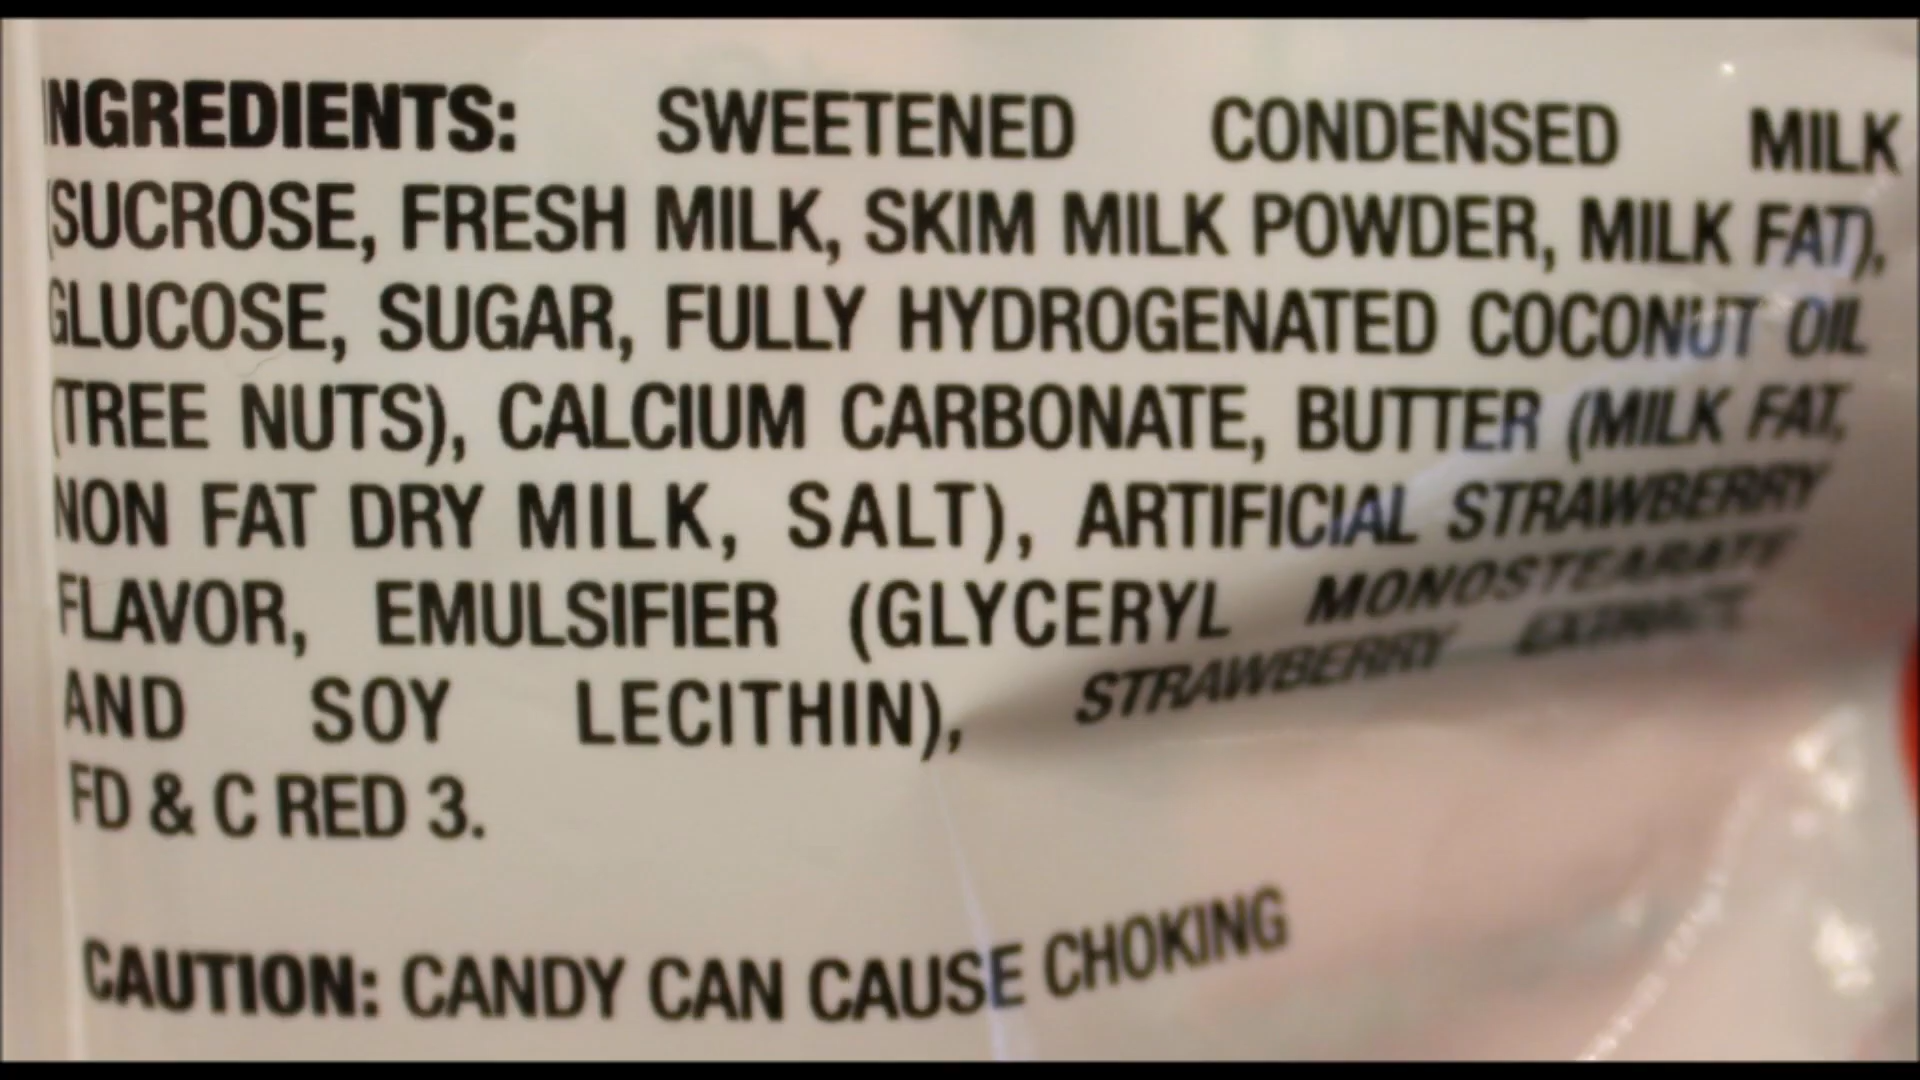 INGREDIENTS: SWEETENED CONDENSED MILK
(SUCROSE, FRESH MILK, SKIM MILK POWDER, MILK FAT),
GLUCOSE, SUGAR, FULLY HYDROGENATED COCONUT OIL
(TREE NUTS), CALCIUM CARBONATE, BUTTER (MILK FAT,
NON FAT DRY MILK, SALT), ARTIFICIAL STRAWBERRY
FLAVOR, EMULSIFIER (GLYCERYL MONOSTEARATE
AND SOY LECITHIN), STRAWBERRY EXTRACT,
FD & C RED 3.
CAUTION: CANDY CAN CAUSE CHOKING